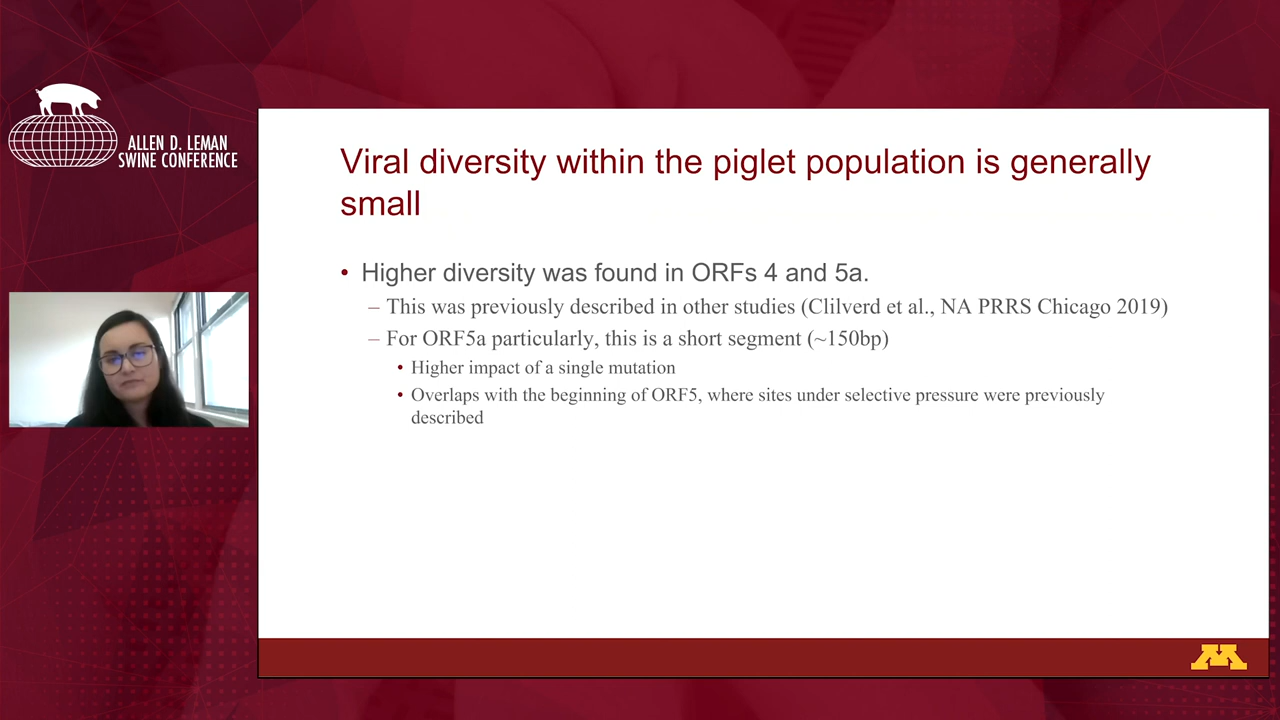 ALLEN D. LEMAN
SWINE CONFERENCE
Viral diversity within the piglet population is generally
small
• Higher diversity was found in ORFs 4 and 5a.
– This was previously described in other studies (Clilverd et al., NA PRRS Chicago 2019)
– For ORF5a particularly, this is a short segment (~150bp)
• Higher impact of a single mutation
• Overlaps with the beginning of ORF5, where sites under selective pressure were previously
described
M